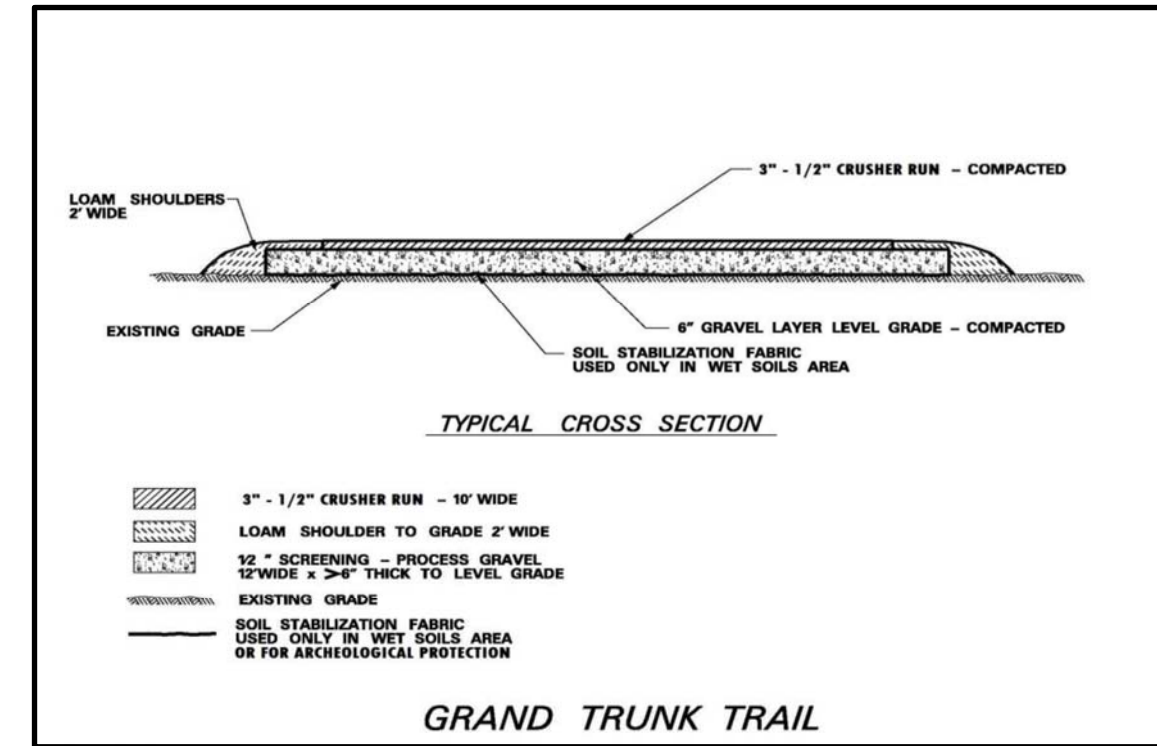 3" - 1/2" CRUSHER RUN - COMPACTED
LOAM SHOULDERS
2' WIDE
EXISTING GRADE
6" GRAVEL LAYER LEVEL GRADE - COMPACTED
SOIL STABILIZATION FABRIC
USED ONLY IN WET SOILS AREA
TYPICAL CROSS SECTION
3" - 1/2" CRUSHER RUN - 10' WIDE
LOAM SHOULDER TO GRADE 2' WIDE
1/2 " SCREENING - PROCESS GRAVEL
12'WIDE x >6" THICK TO LEVEL GRADE
EXISTING GRADE
SOIL STABILIZATION FABRIC
USED ONLY IN WET SOILS AREA
OR FOR ARCHEOLOGICAL PROTECTION
GRAND TRUNK TRAIL